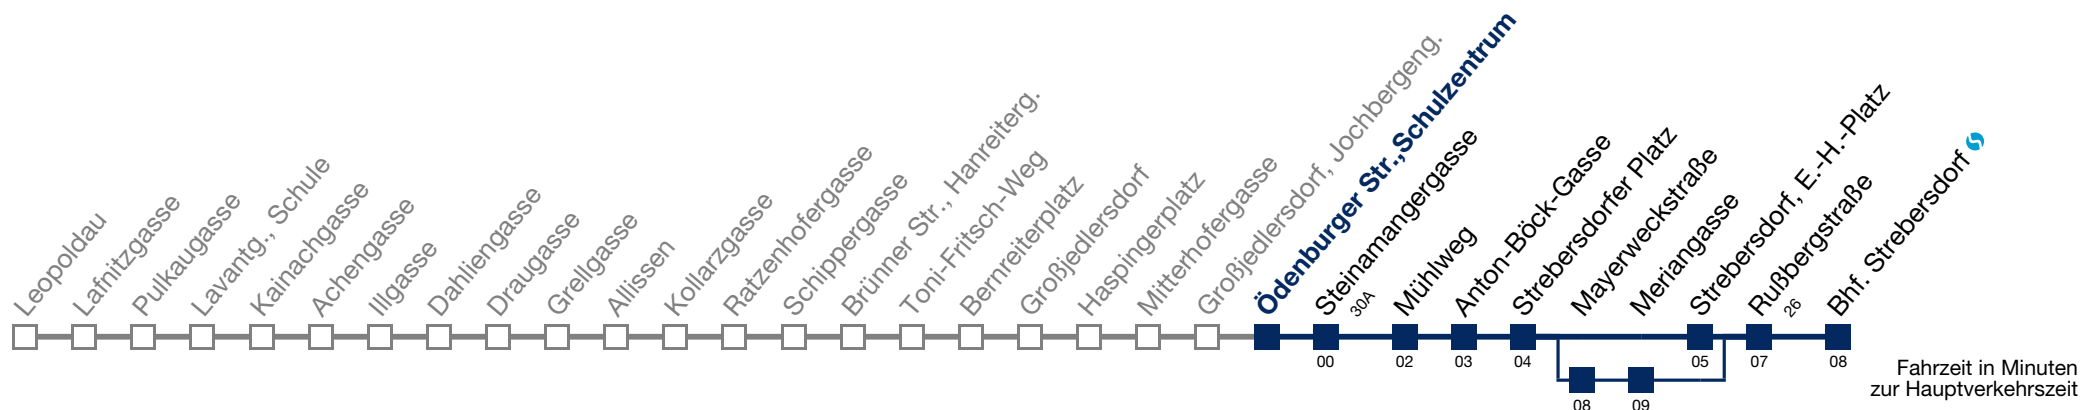 Leopoldau
Lafnitzgasse
Pulkaugasse
Lavantg., Schule
Kainachgasse
Achengasse
Illgasse
Dahliengasse
Draugasse
Grellgasse
Allissen
Kollarzgasse
Ratzenhofergasse
Schippergasse
Brünner Str., Hanreiterg.
Toni-Fritsch-Weg
Bernreiterplatz
Großjedlersdorf
Haspingerplatz
Mitterhofergasse
Großjedlersdorf, Jochbergeng.
Ödenburger Str.,Schulzentrum
Steinamangergasse
30A
Mühlweg
Anton-Böck-Gasse
Strebersdorfer Platz
Mayerweckstraße
Meriangasse
Strebersdorf, E.-H.-Platz
Rußbergstraße
26
Bhf. Strebersdorf
00 02 03 04 05 07 08
08 09
Fahrzeit in Minuten
zur Hauptverkehrszeit